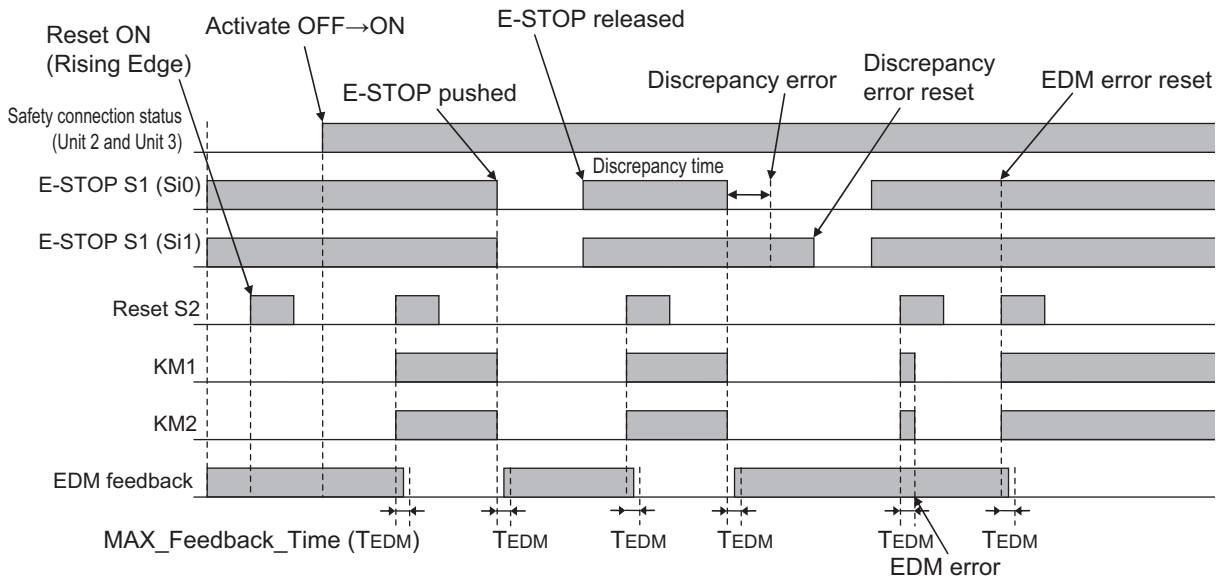 Reset ON
(Rising Edge)
Activate OFF→ON
E-STOP pushed
E-STOP released
Discrepancy error
Discrepancy
error reset
EDM error reset
Safety connection status
(Unit 2 and Unit 3)
Discrepancy time
E-STOP S1 (Si0)
E-STOP S1 (Si1)
Reset S2
KM1
KM2
EDM feedback
MAX_Feedback_Time (TEDM)
TEDM
TEDM
TEDM
TEDM
TEDM
EDM error